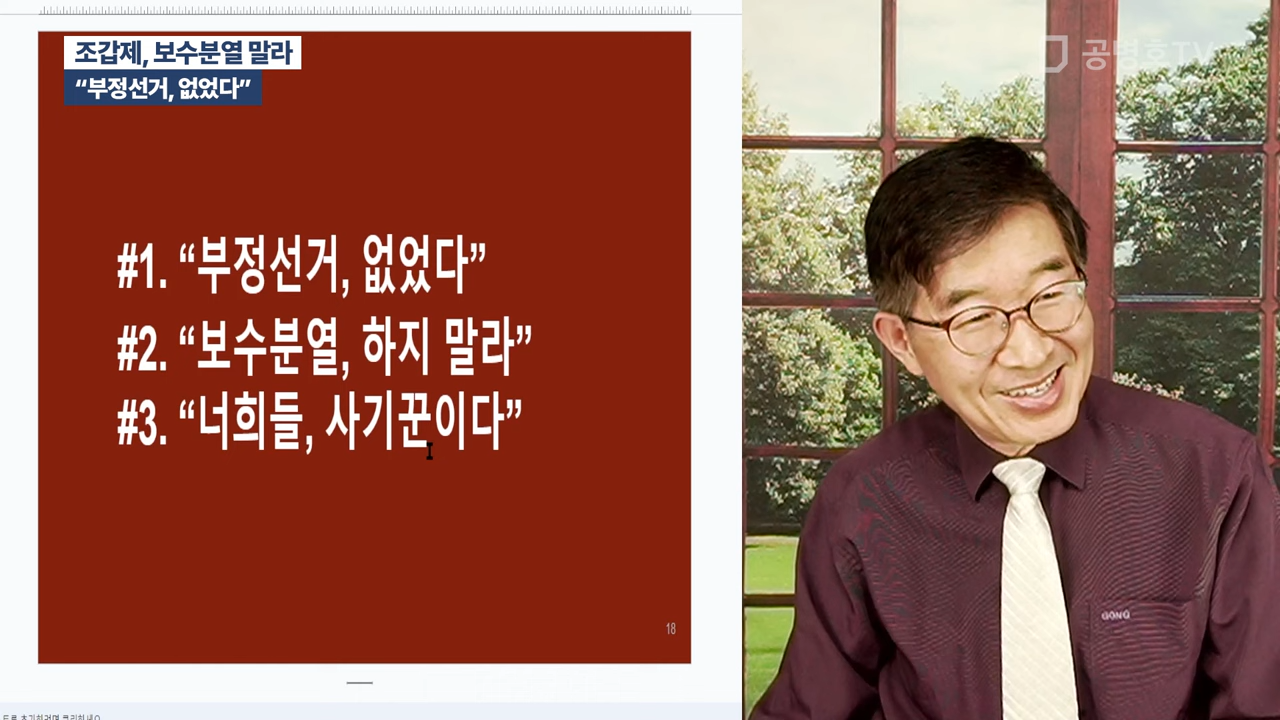 조갑제, 보수분열 말라
“부정선거, 없었다”
공병호TV
#1. “부정선거, 없었다”
#2. “보수분열, 하지 말라”
#3. “너희들, 사기꾼이다”
GONG
18